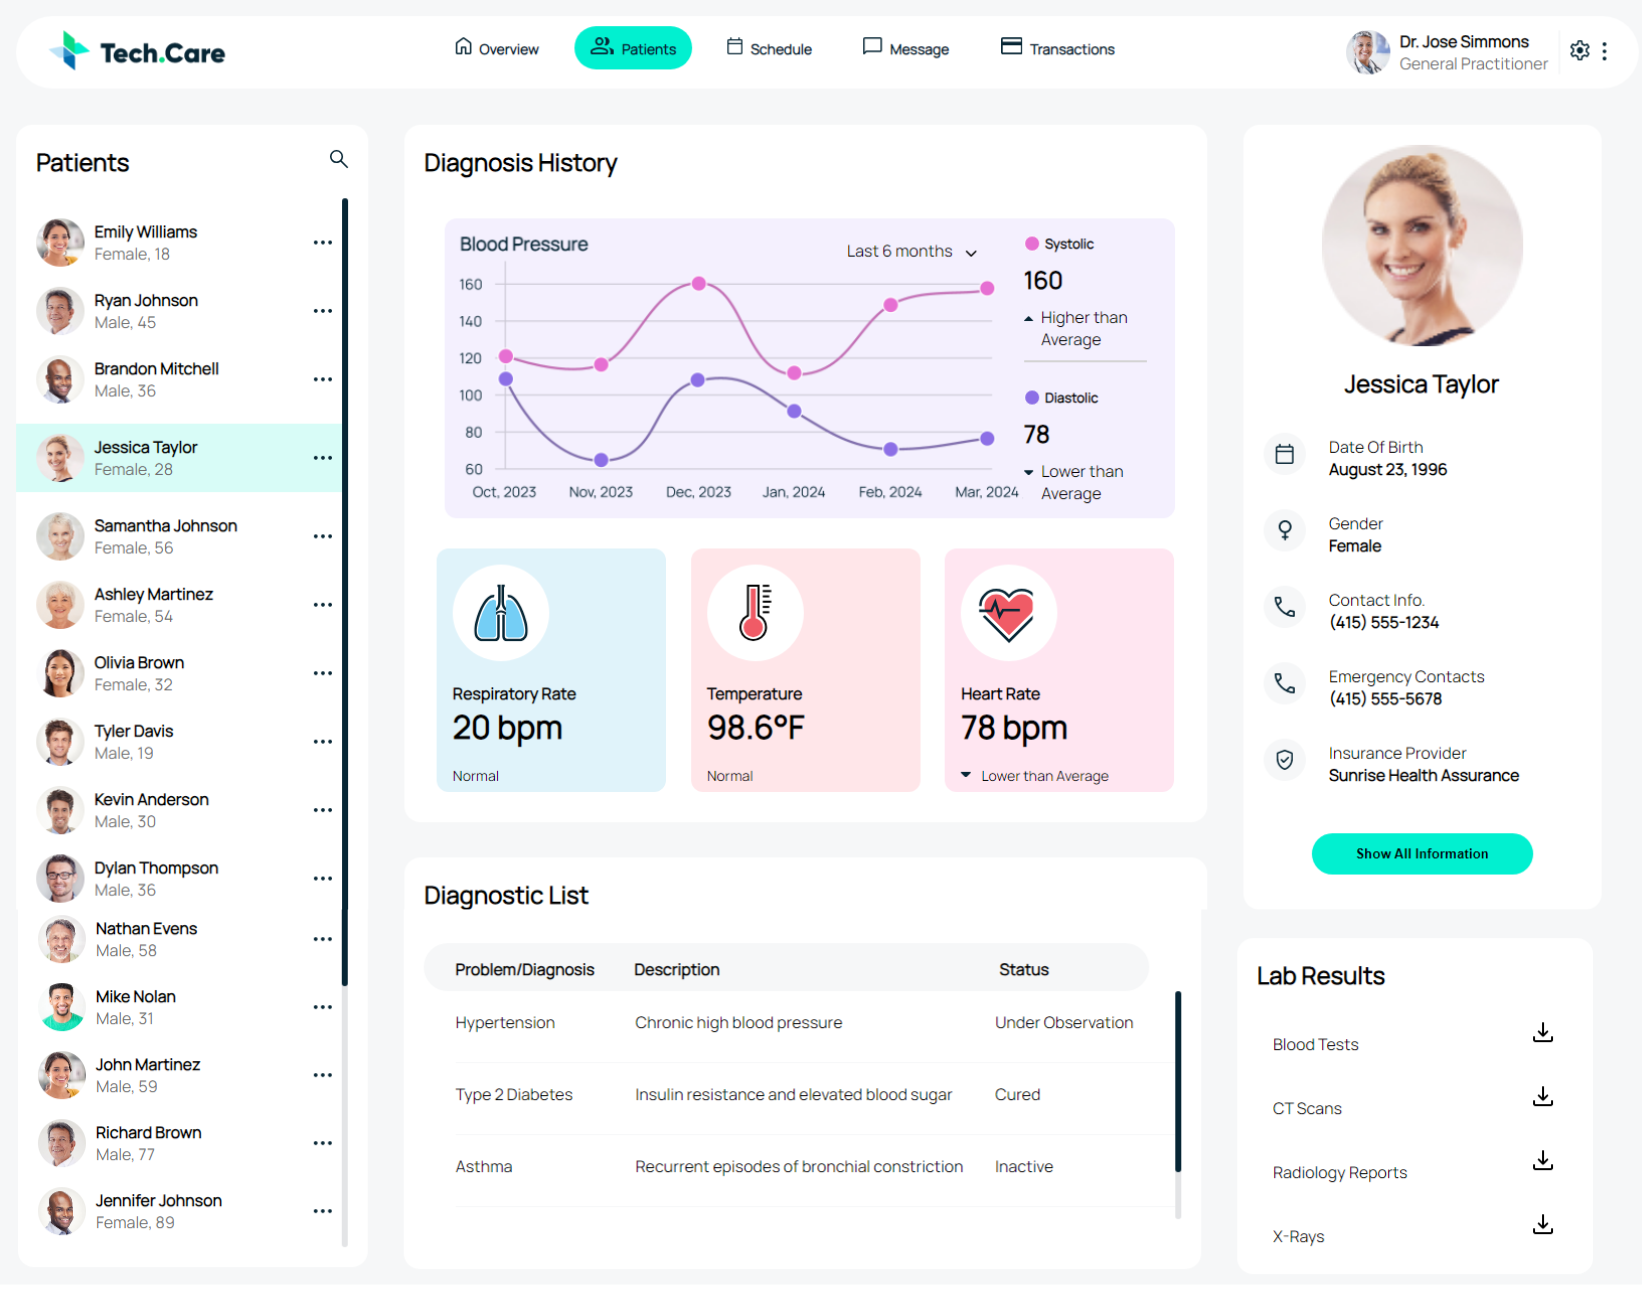 Tech.Care
Overview
Patients
Schedule
Message
Transactions
Dr. Jose Simmons
General Practitioner
Patients
Emily Williams
Female, 18
Ryan Johnson
Male, 45
Brandon Mitchell
Male, 36
Jessica Taylor
Female, 28
Samantha Johnson
Female, 56
Ashley Martinez
Female, 54
Olivia Brown
Female, 32
Tyler Davis
Male, 19
Kevin Anderson
Male, 30
Dylan Thompson
Male, 36
Nathan Evens
Male, 58
Mike Nolan
Male, 31
John Martinez
Male, 59
Richard Brown
Male, 77
Jennifer Johnson
Female, 89
Diagnosis History
Blood Pressure
Last 6 months
160
140
120
100
80
60
Oct, 2023
Nov, 2023
Dec, 2023
Jan, 2024
Feb, 2024
Mar, 2024
Systolic
160
Higher than
Average
Diastolic
78
Lower than
Average
Respiratory Rate
20 bpm
Normal
Temperature
98.6°F
Normal
Heart Rate
78 bpm
Lower than Average
Diagnostic List
Problem/Diagnosis Description Status
Hypertension Chronic high blood pressure Under Observation
Type 2 Diabetes Insulin resistance and elevated blood sugar Cured
Asthma Recurrent episodes of bronchial constriction Inactive
Jessica Taylor
Date Of Birth
August 23, 1996
Gender
Female
Contact Info.
(415) 555-1234
Emergency Contacts
(415) 555-5678
Insurance Provider
Sunrise Health Assurance
Show All Information
Lab Results
Blood Tests
CT Scans
Radiology Reports
X-Rays